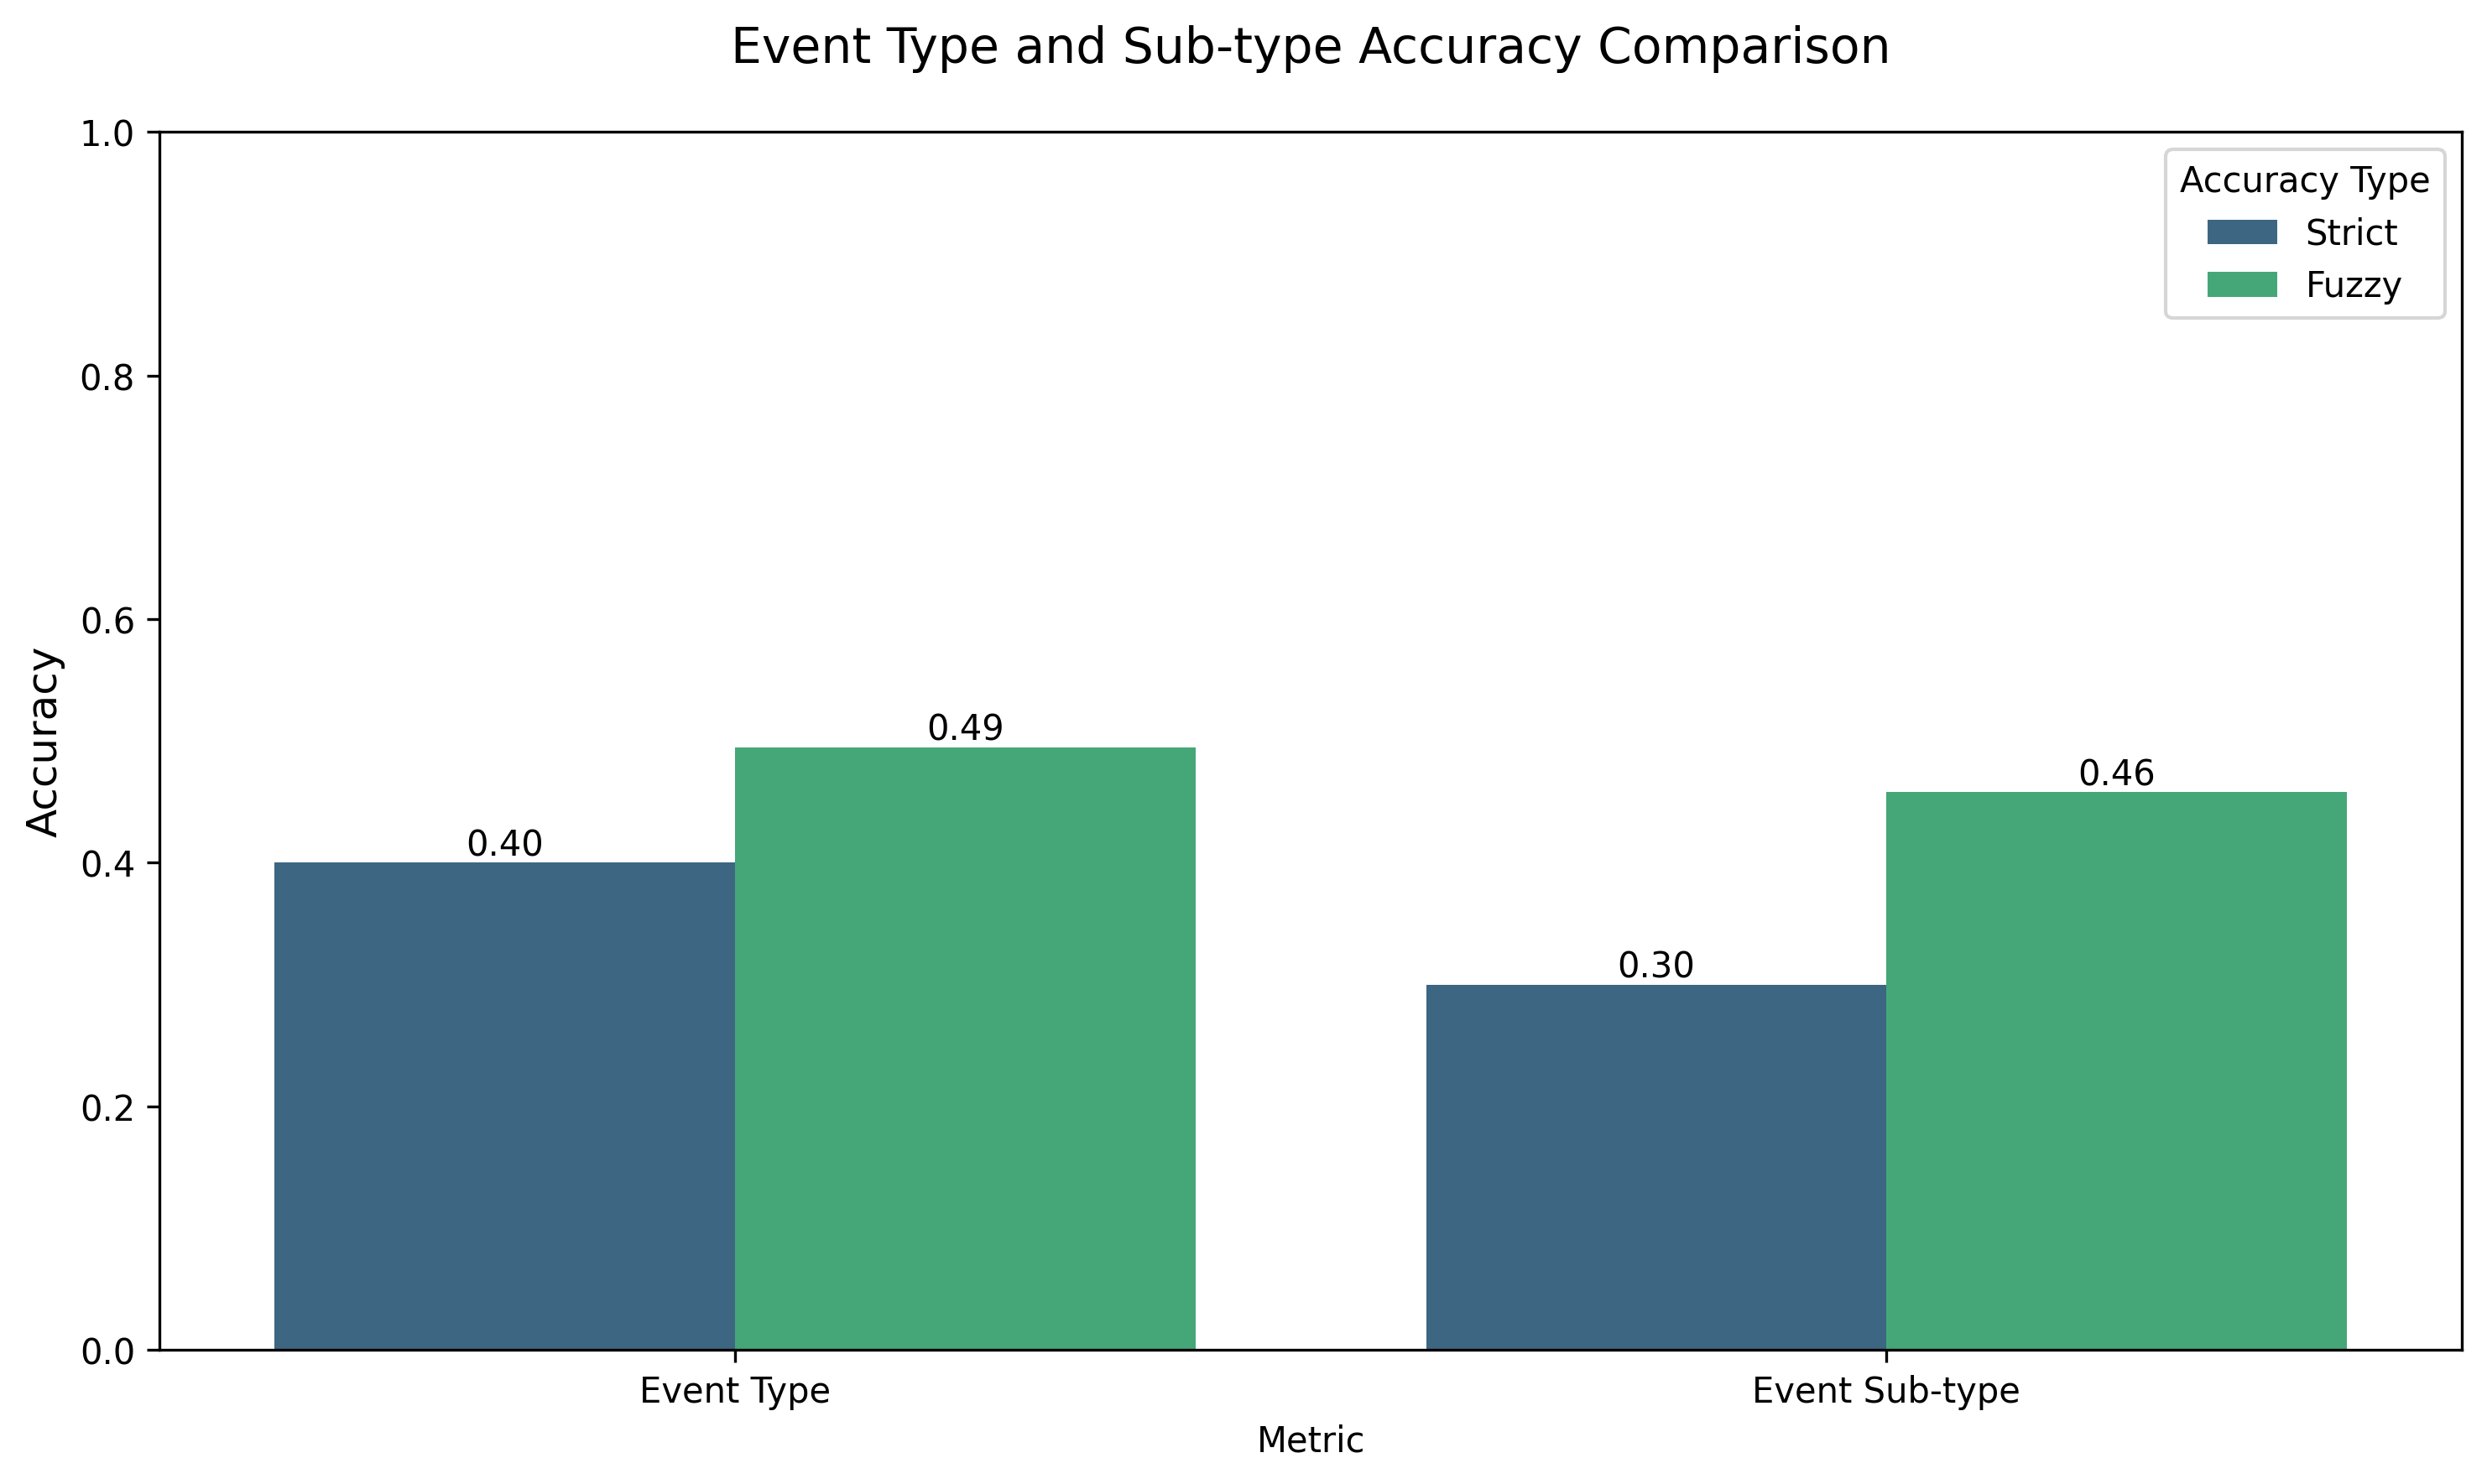 Event Type and Sub-type Accuracy Comparison
1.0
0.8
0.6
0.4
0.2
0.0
Accuracy
Accuracy Type
Strict
Fuzzy
0.40
0.49
0.30
0.46
Event Type
Event Sub-type
Metric